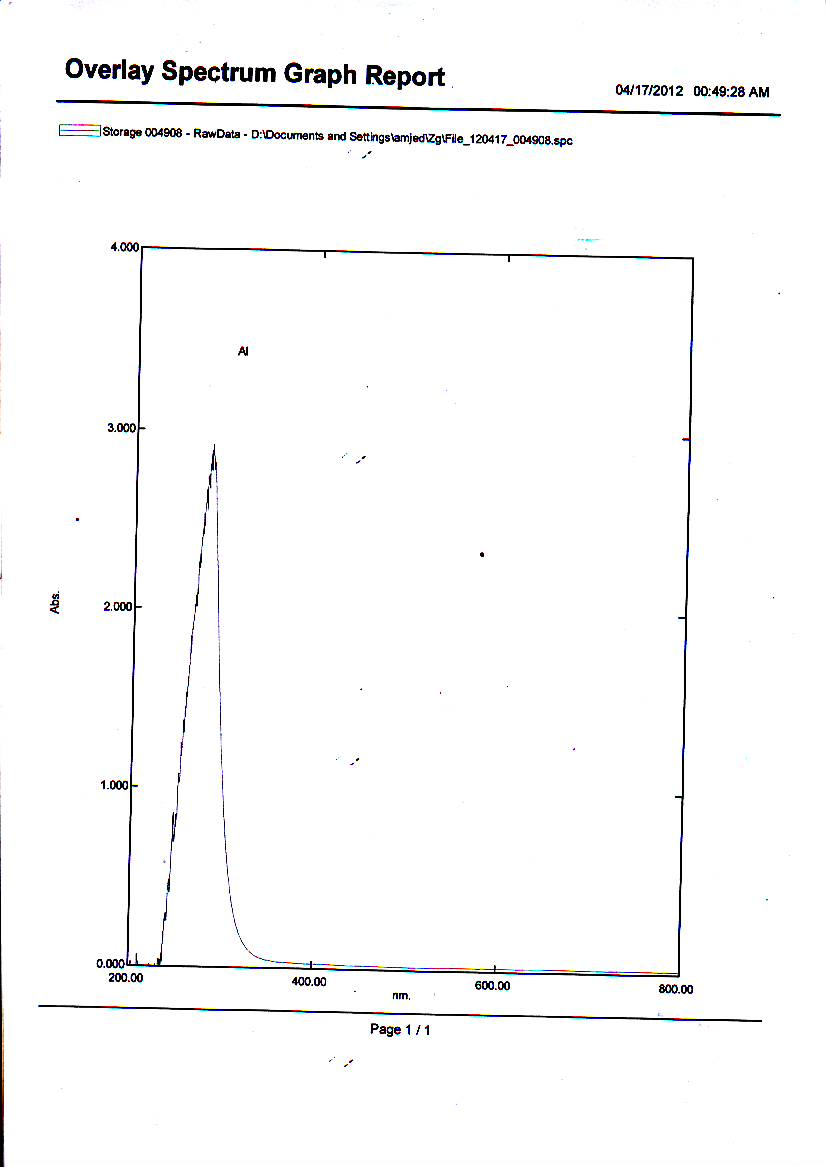 Overlay Spectrum Graph Report
04/17/2012 00:49:28 AM
Storage 004908 - RawData - D:\Documents and Settings\amjed\Zg\File_120417_004908.spc
4.000
Al
3.000
2.000
Abs.
1.000
0.000
200.00
400.00
600.00
800.00
nm.
Page 1 / 1